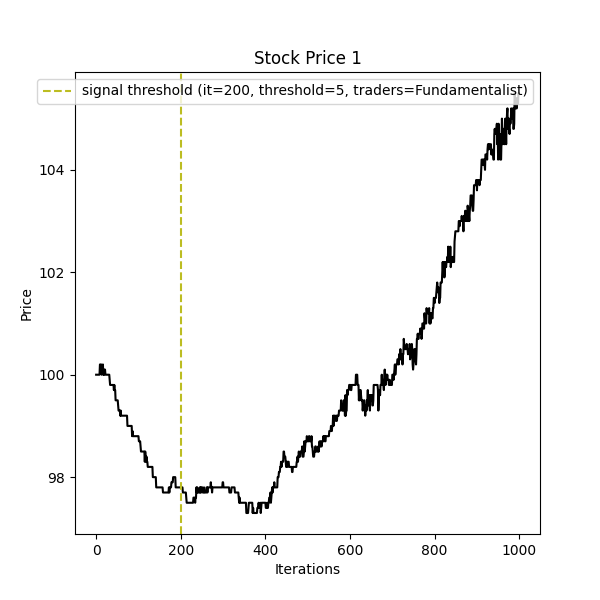 Stock Price 1
signal threshold (it=200, threshold=5, traders=Fundamentalist)
104
102
100
98
Price
0 200 400 600 800 1000
Iterations